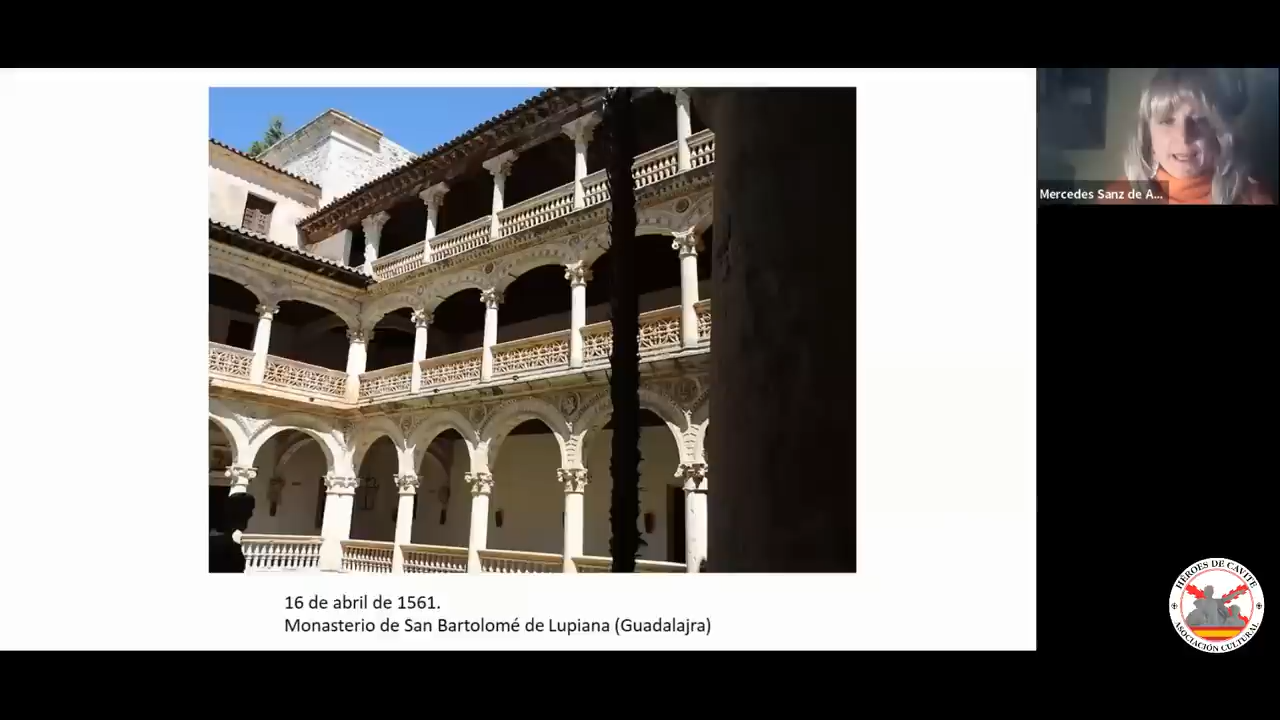 Mercedes Sanz de A...
16 de abril de 1561.
Monasterio de San Bartolomé de Lupiana (Guadalajra)
HÉROES DE CAVITE
ASOCIACIÓN CULTURAL